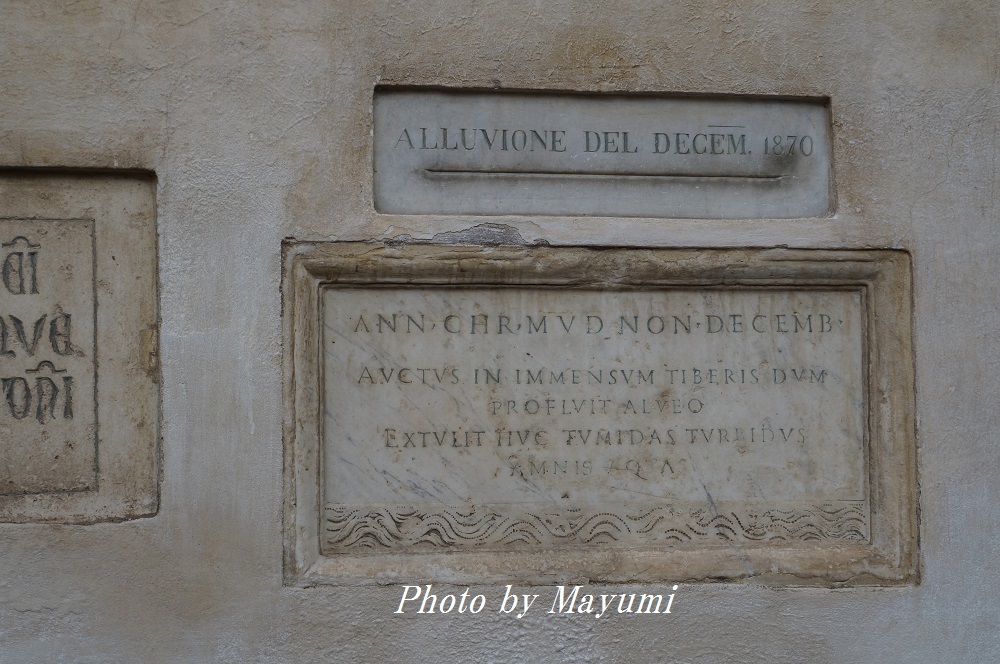 ALLUVIONE DEL DECEM̅. 1870
ANN·CHR·MVD NON·DECEMB·
AVCTVS IN IMMENSVM TIBERIS DVM
PROFLVIT ALVEO
EXTVLIT HVC TVMIDAS TVRBIDVS
AMNIS AQVAS
Photo by Mayumi